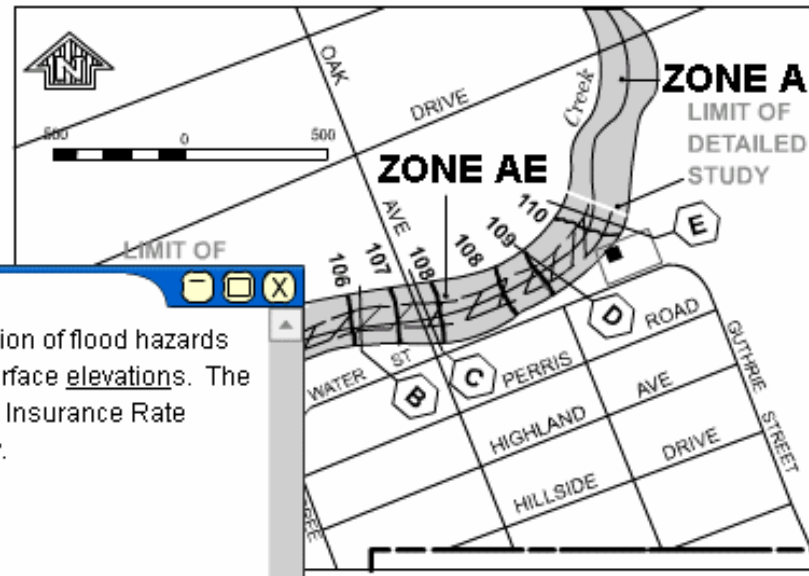 N
OAK
DRIVE
Creek
ZONE A
LIMIT OF
DETAILED
STUDY
500 0 500
ZONE AE
AVE
110
109
108
108
107
106
LIMIT OF
E
D
C
B
WATER ST
PERRIS ROAD
HIGHLAND AVE
HILLSIDE DRIVE
GUTHRIE STREET
X
tion of flood hazards
rface elevations. The
Insurance Rate